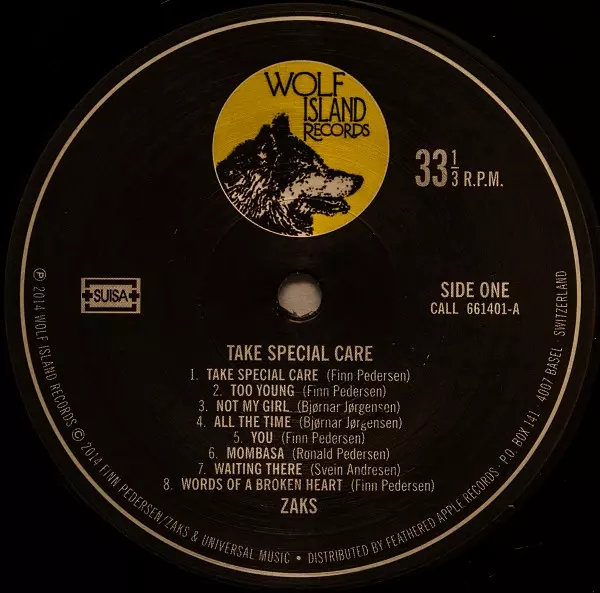 WOLF
ISLAND
RECORDS
33 1/3 R.P.M.
SUISA
SIDE ONE
CALL 661401-A
TAKE SPECIAL CARE
1. TAKE SPECIAL CARE (Finn Pedersen)
2. TOO YOUNG (Finn Pedersen)
3. NOT MY GIRL (Bjørnar Jørgensen)
4. ALL THE TIME (Bjørnar Jørgensen)
5. YOU (Finn Pedersen)
6. MOMBASA (Ronald Pedersen)
7. WAITING THERE (Svein Andresen)
8. WORDS OF A BROKEN HEART (Finn Pedersen)
ZAKS
℗ 2014 WOLF ISLAND RECORDS © 2014 FINN PEDERSEN/ZAKS & UNIVERSAL MUSIC • DISTRIBUTED BY FEATHERED APPLE RECORDS · P.O. BOX 141 · 4007 BASEL · SWITZERLAND